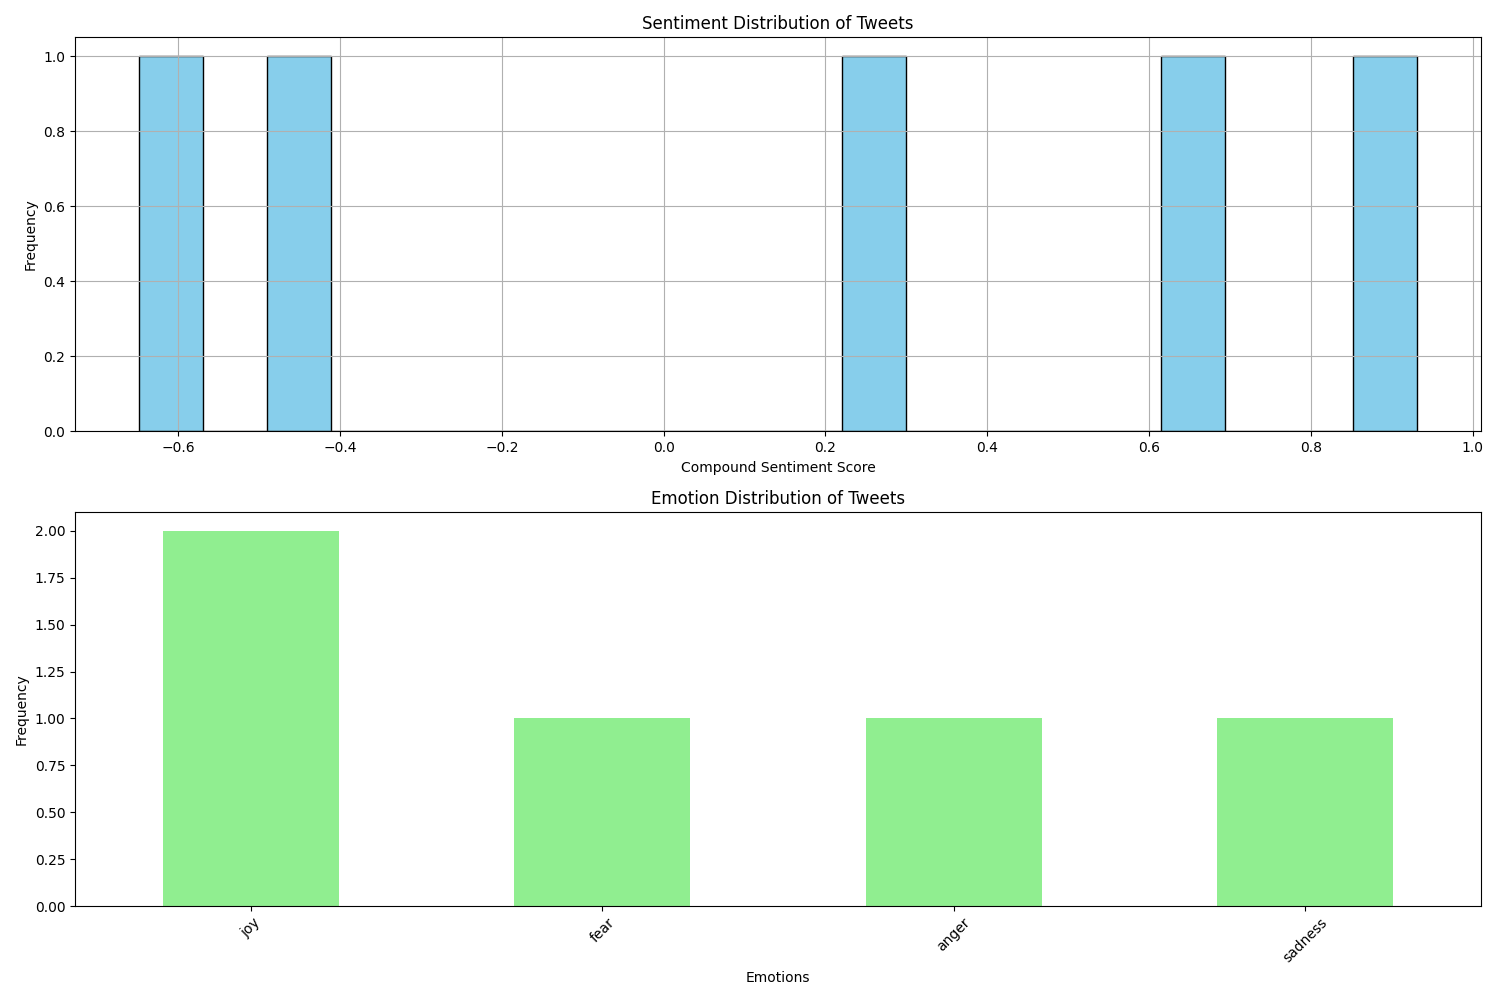 Sentiment Distribution of Tweets
1.0
0.8
0.6
0.4
0.2
0.0
Frequency
−0.6 −0.4 −0.2 0.0 0.2 0.4 0.6 0.8 1.0
Compound Sentiment Score
Emotion Distribution of Tweets
2.00
1.75
1.50
1.25
1.00
0.75
0.50
0.25
0.00
Frequency
joy fear anger sadness
Emotions